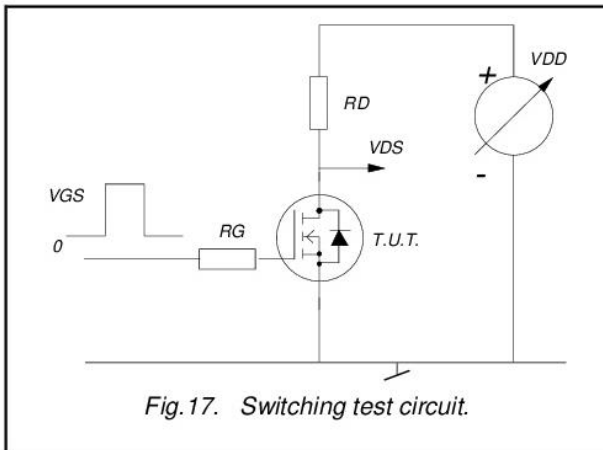 +
VDD
RD
-
VDS
VGS
0
RG
T.U.T.
Fig.17. Switching test circuit.